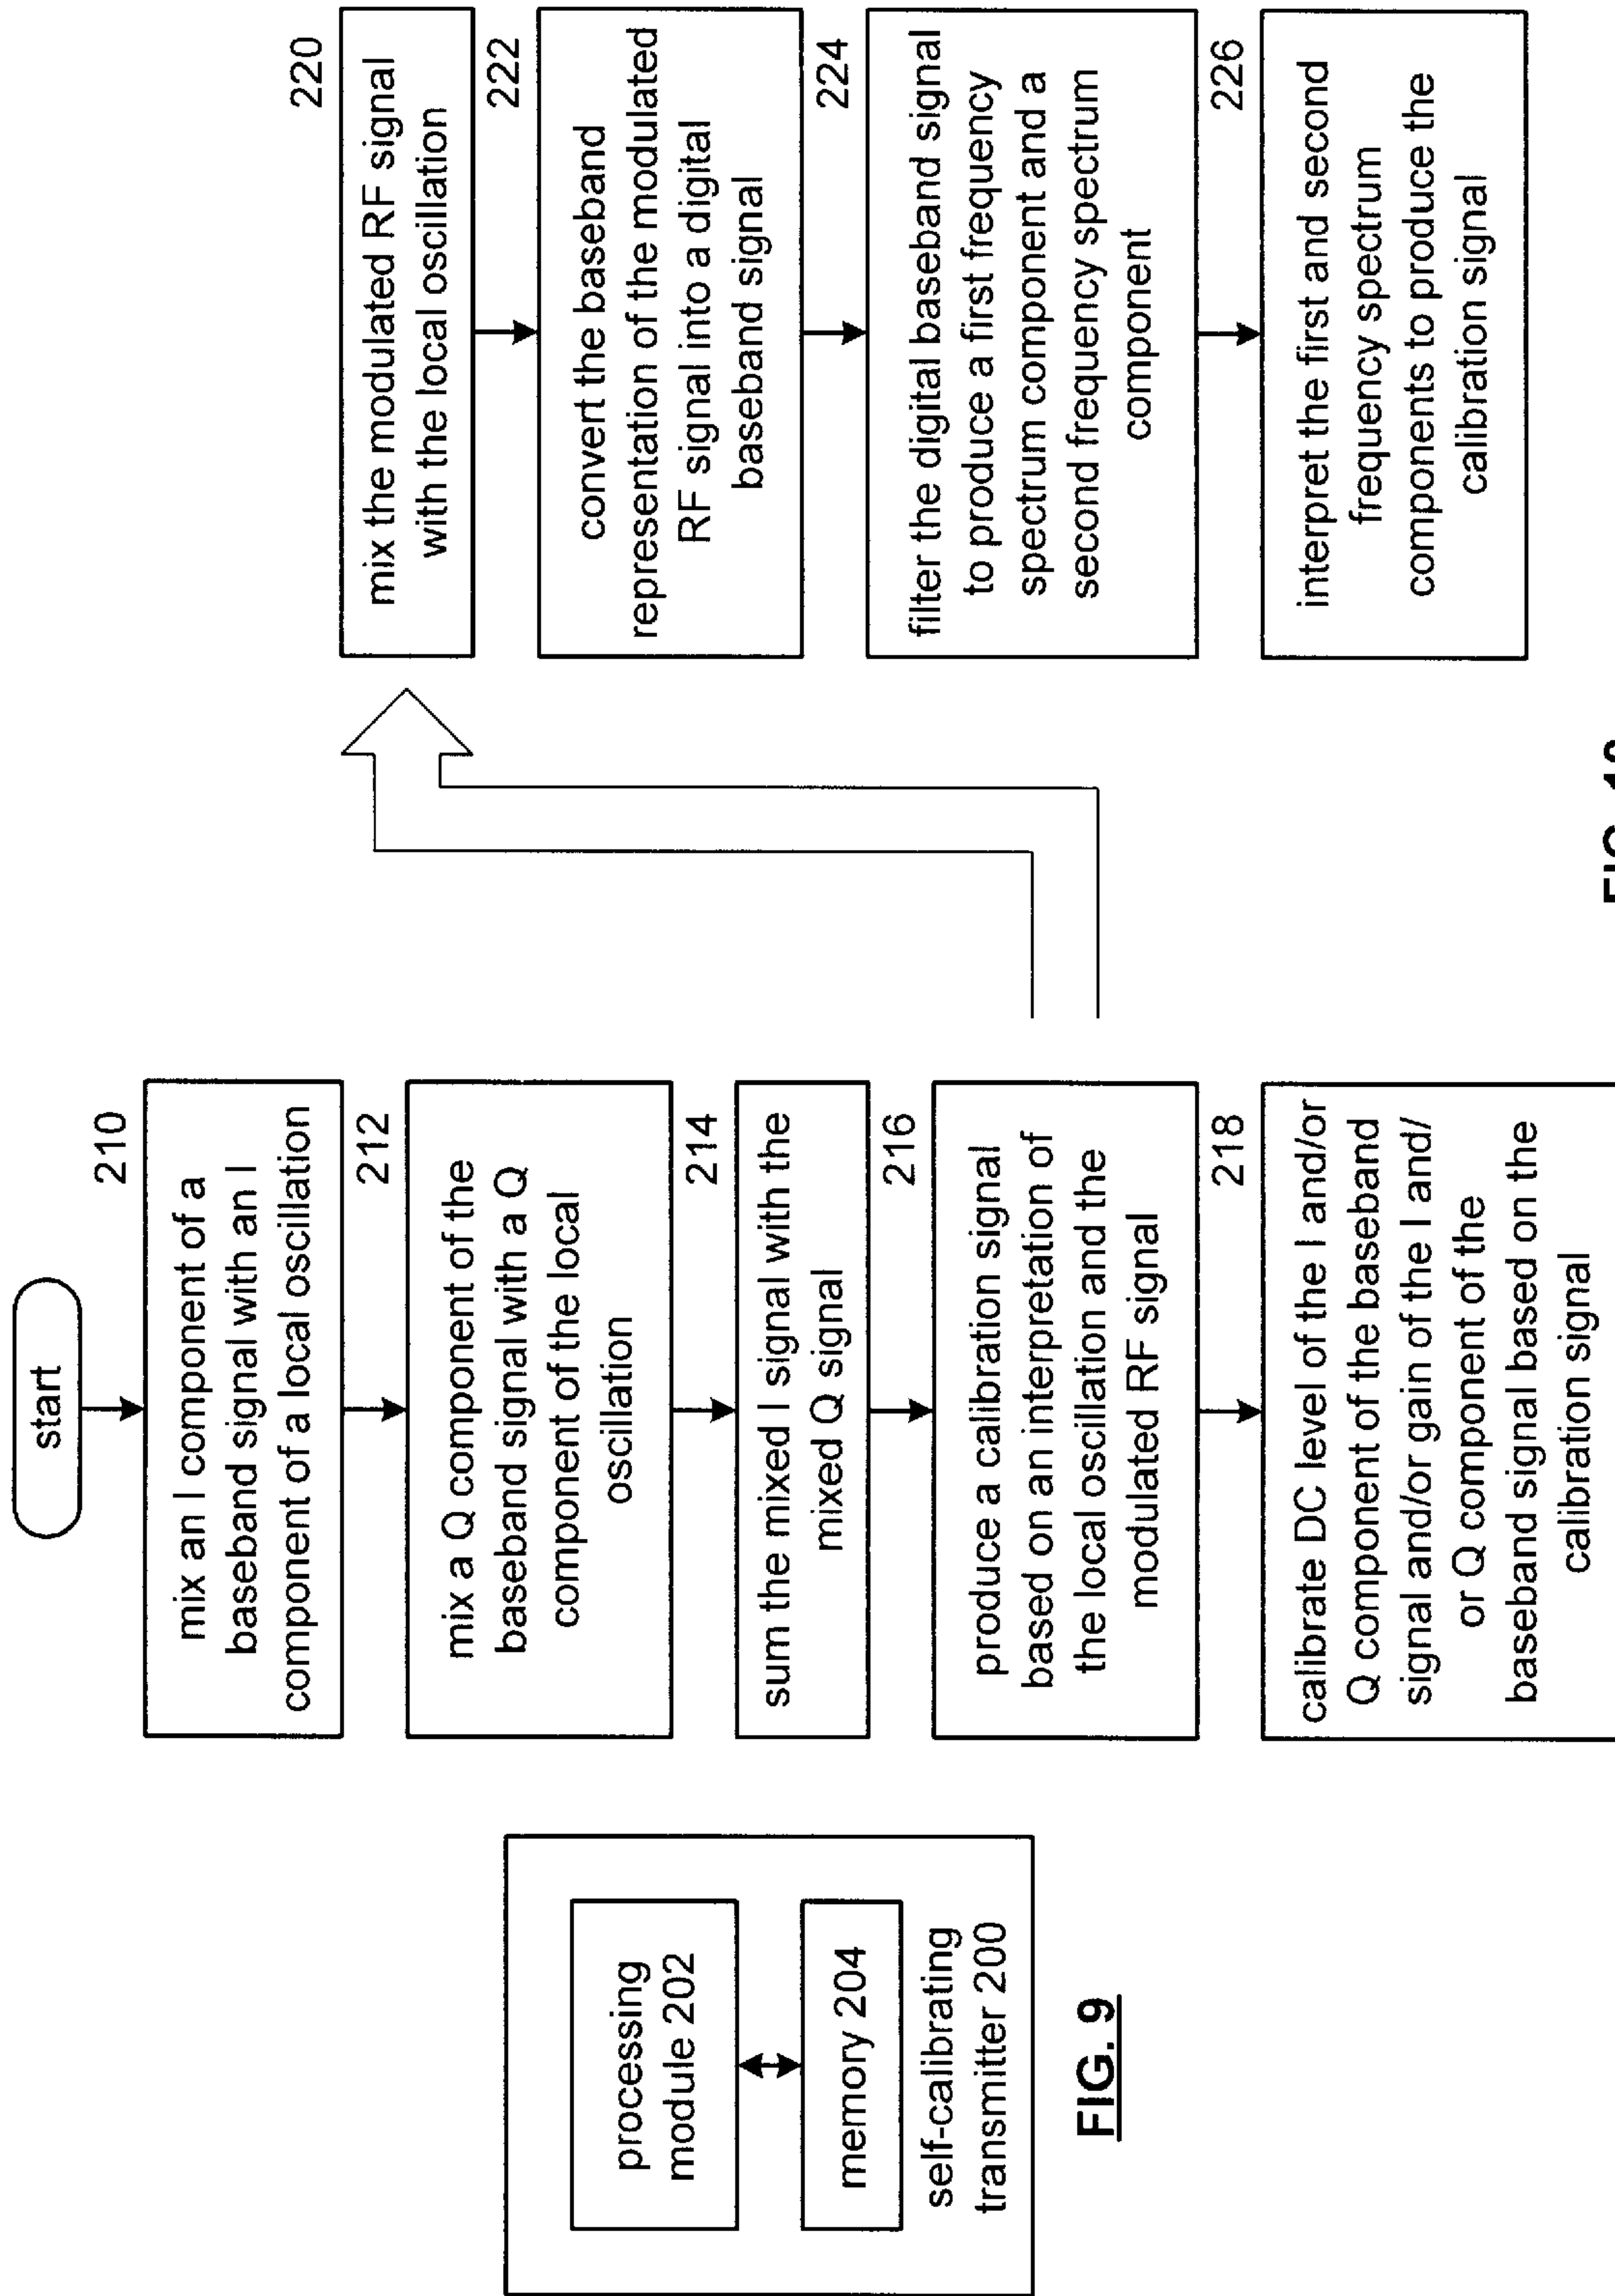 processing
module 202
memory 204
self-calibrating
transmitter 200
FIG. 9
start
210
mix an I component of a
baseband signal with an I
component of a local oscillation
212
mix a Q component of the
baseband signal with a Q
component of the local
oscillation
214
sum the mixed I signal with the
mixed Q signal
216
produce a calibration signal
based on an interpretation of
the local oscillation and the
modulated RF signal
218
calibrate DC level of the I and/or
Q component of the baseband
signal and/or gain of the I and/
or Q component of the
baseband signal based on the
calibration signal
220
mix the modulated RF signal
with the local oscillation
222
convert the baseband
representation of the modulated
RF signal into a digital
baseband signal
224
filter the digital baseband signal
to produce a first frequency
spectrum component and a
second frequency spectrum
component
226
interpret the first and second
frequency spectrum
components to produce the
calibration signal
FIG. 10